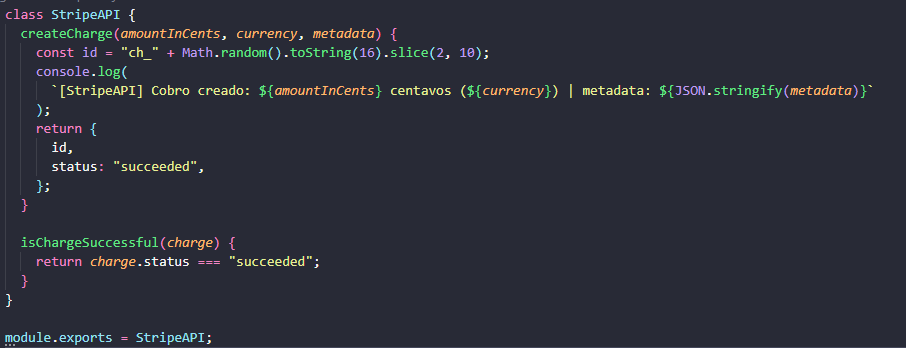 class StripeAPI {
  createCharge(amountInCents, currency, metadata) {
    const id = "ch_" + Math.random().toString(16).slice(2, 10);
    console.log(
      `[StripeAPI] Cobro creado: ${amountInCents} centavos (${currency}) | metadata: ${JSON.stringify(metadata)}`
    );
    return {
      id,
      status: "succeeded",
    };
  }

  isChargeSuccessful(charge) {
    return charge.status === "succeeded";
  }
}

module.exports = StripeAPI;